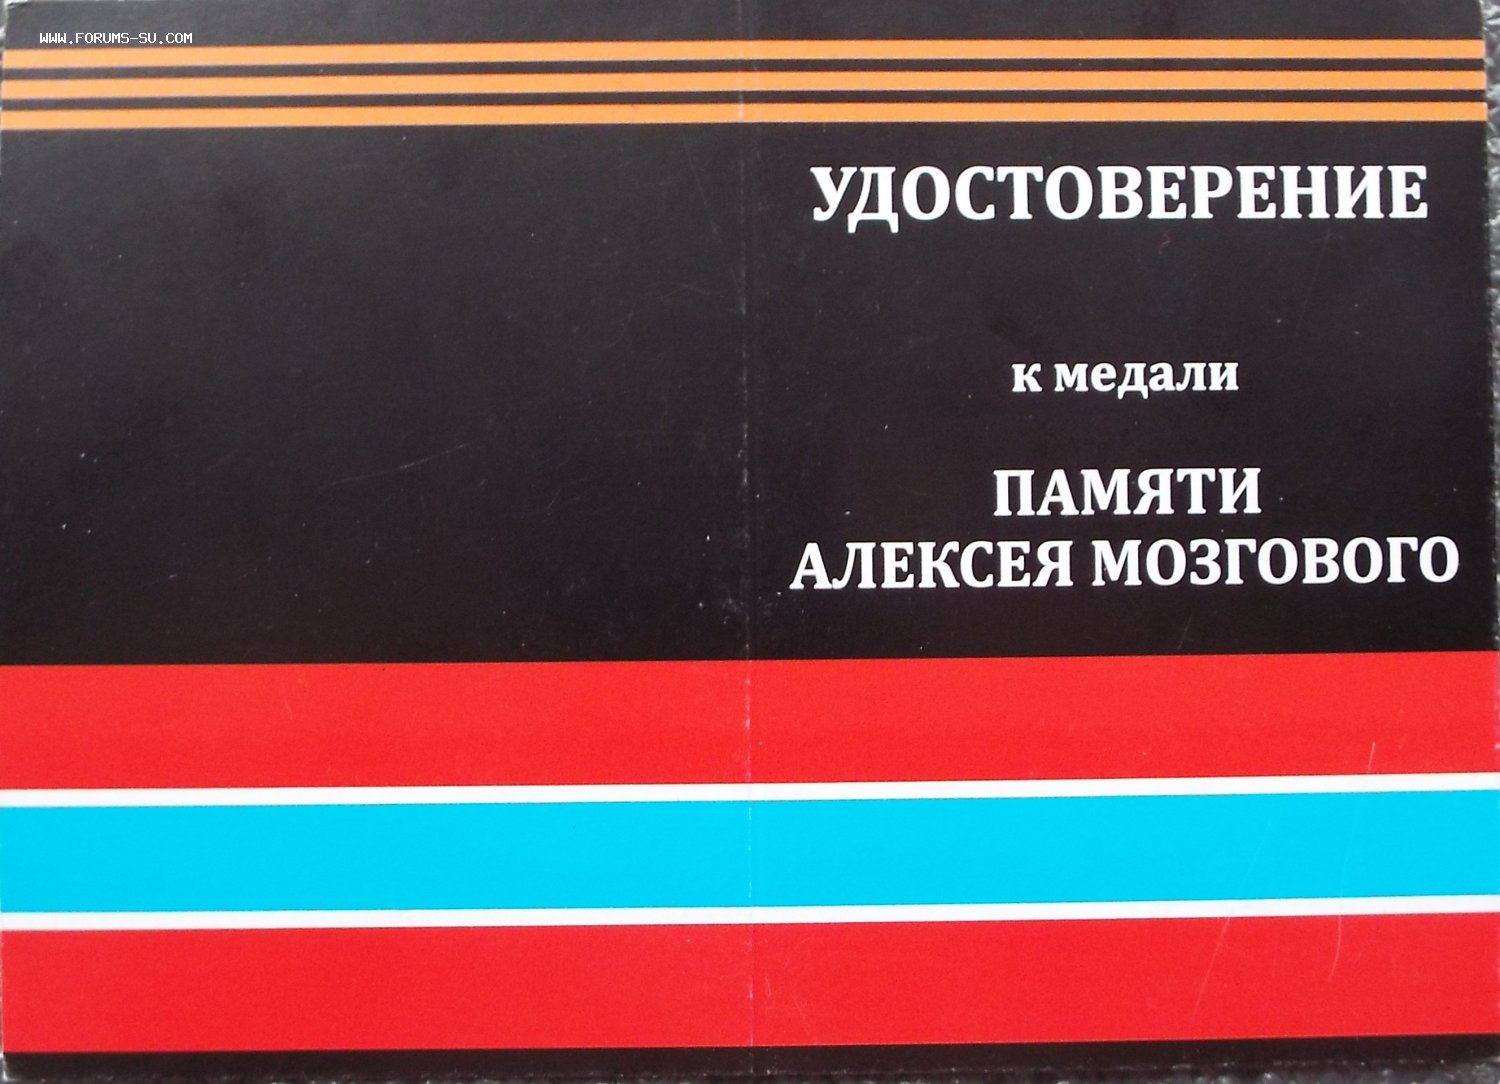 WWW.FORUMS-SU.COM
УДОСТОВЕРЕНИЕ
к медали
ПАМЯТИ
АЛЕКСЕЯ МОЗГОВОГО